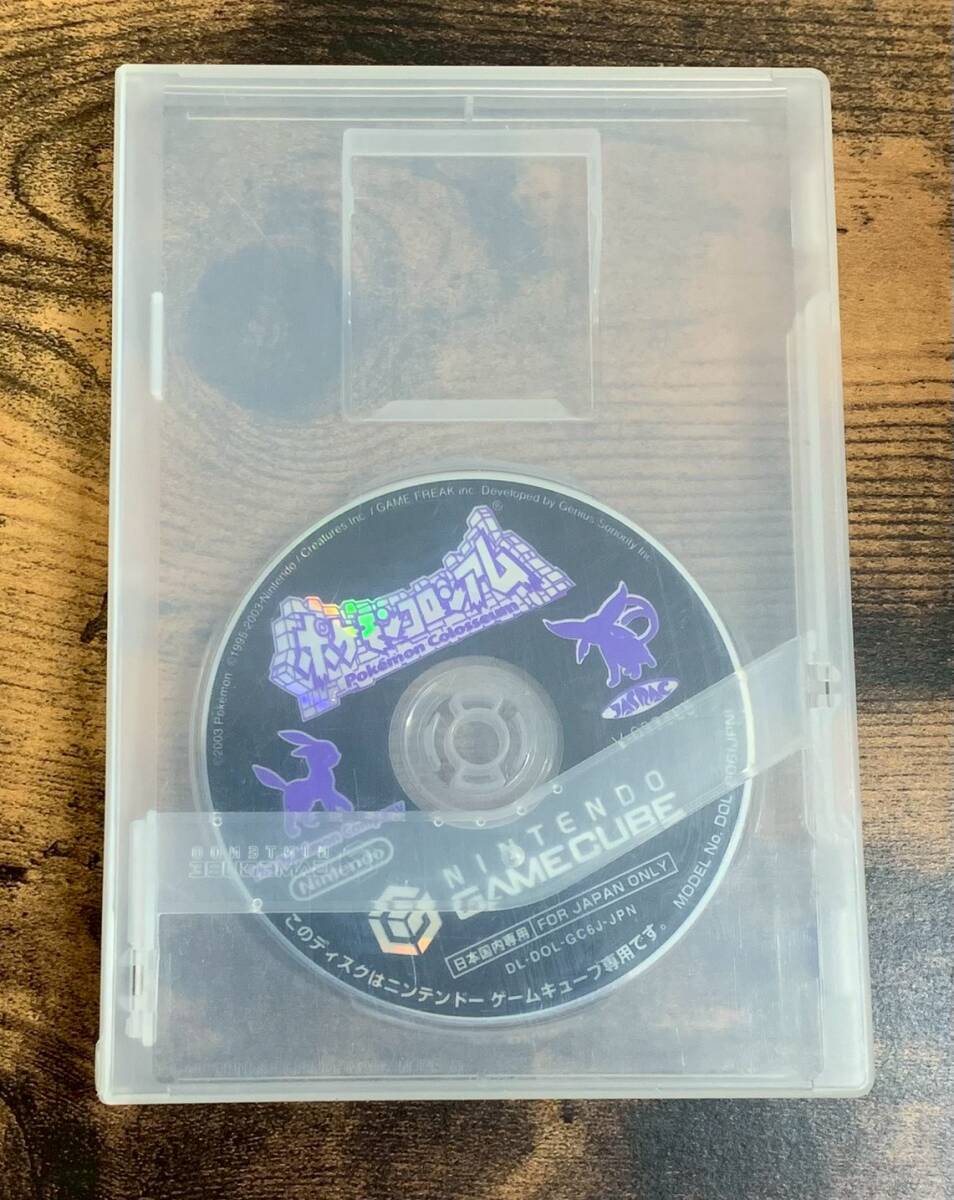 ©2003 Pokémon ©1995-2003 Nintendo / Creatures inc. / GAME FREAK inc. Developed by Genius Sonority Inc.
ポケモンコロシアム®
Pokémon Colosseum
JASRAC
Nintendo
NINTENDO
GAMECUBE
日本国内専用 FOR JAPAN ONLY
DL-DOL-GC6J-JPN
MODEL No. DOL-006(JPN)
このディスクはニンテンドー ゲームキューブ専用です。